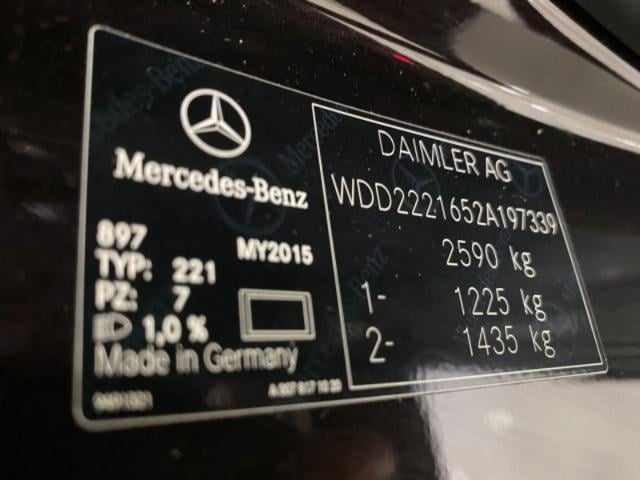 Mercedes-Benz
897
MY2015
TYP: 221
PZ: 7
1,0 %
Made in Germany
DAIMLER AG
WDD2221652A197339
2590 kg
1- 1225 kg
2- 1435 kg